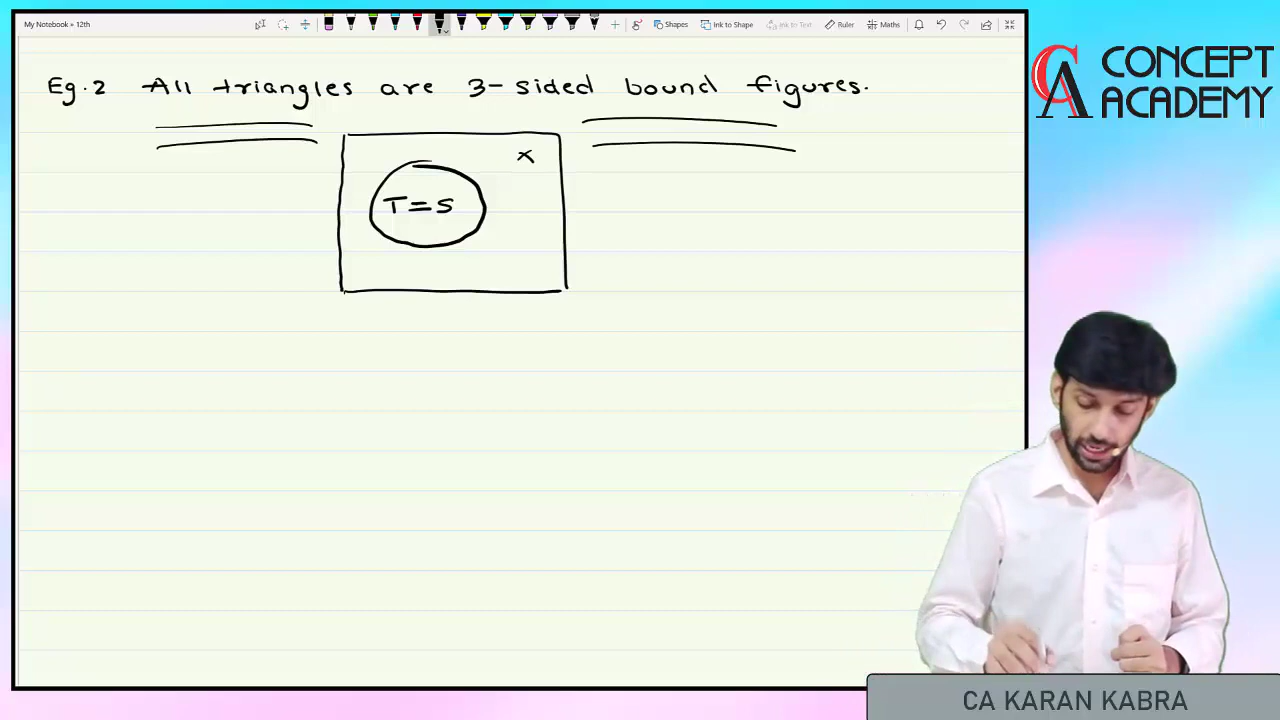 My Notebook » 12th
Shapes Ink to Shape Ink to Text Ruler Maths
Eg.2 All triangles are 3-sided bound figures.
x
T=S
CONCEPT
ACADEMY
CA KARAN KABRA